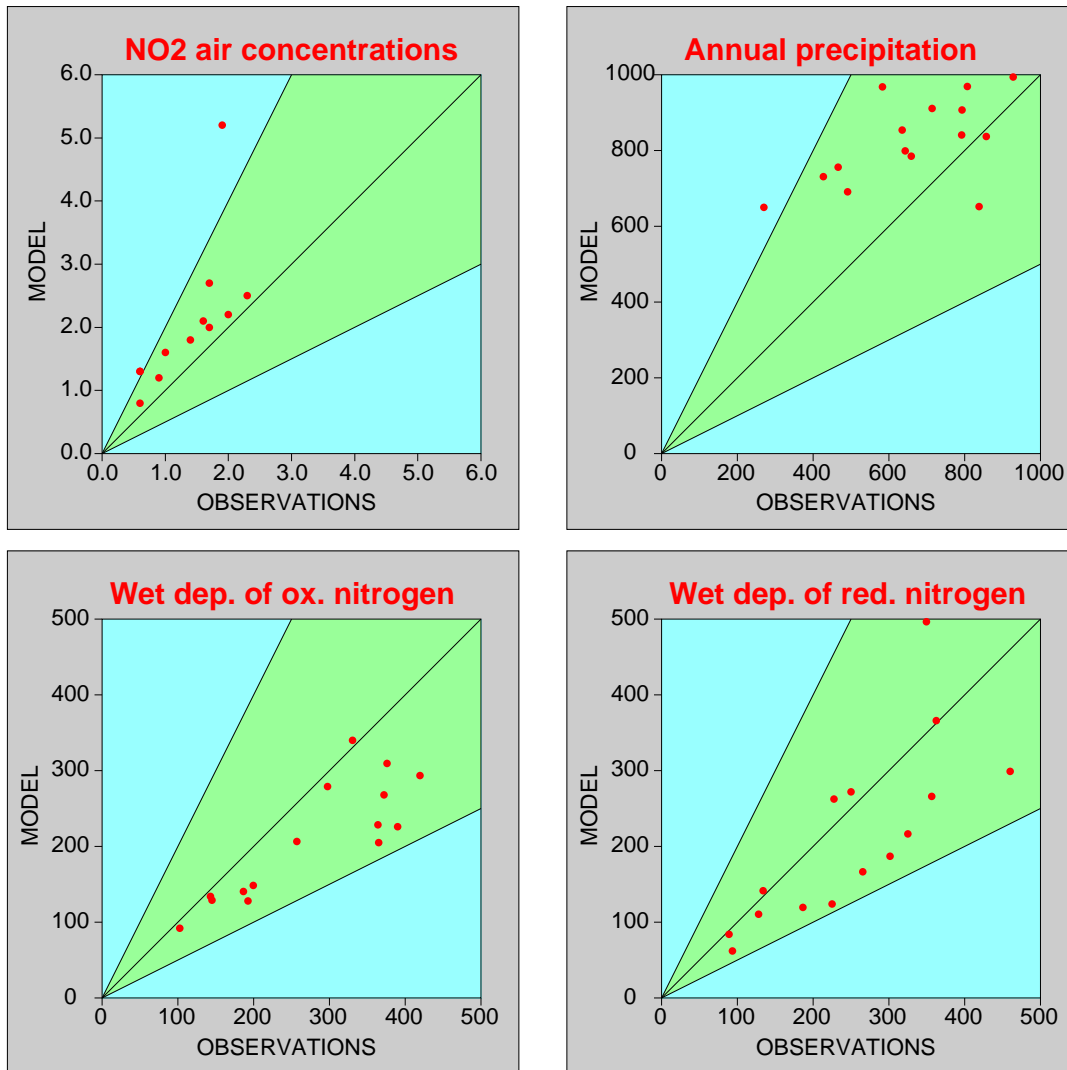 NO2 air concentrations
6.0
5.0
4.0
3.0
2.0
1.0
0.0
MODEL
0.0 1.0 2.0 3.0 4.0 5.0 6.0
OBSERVATIONS
Annual precipitation
1000
800
600
400
200
0
MODEL
0 200 400 600 800 1000
OBSERVATIONS
Wet dep. of ox. nitrogen
500
400
300
200
100
0
MODEL
0 100 200 300 400 500
OBSERVATIONS
Wet dep. of red. nitrogen
500
400
300
200
100
0
MODEL
0 100 200 300 400 500
OBSERVATIONS